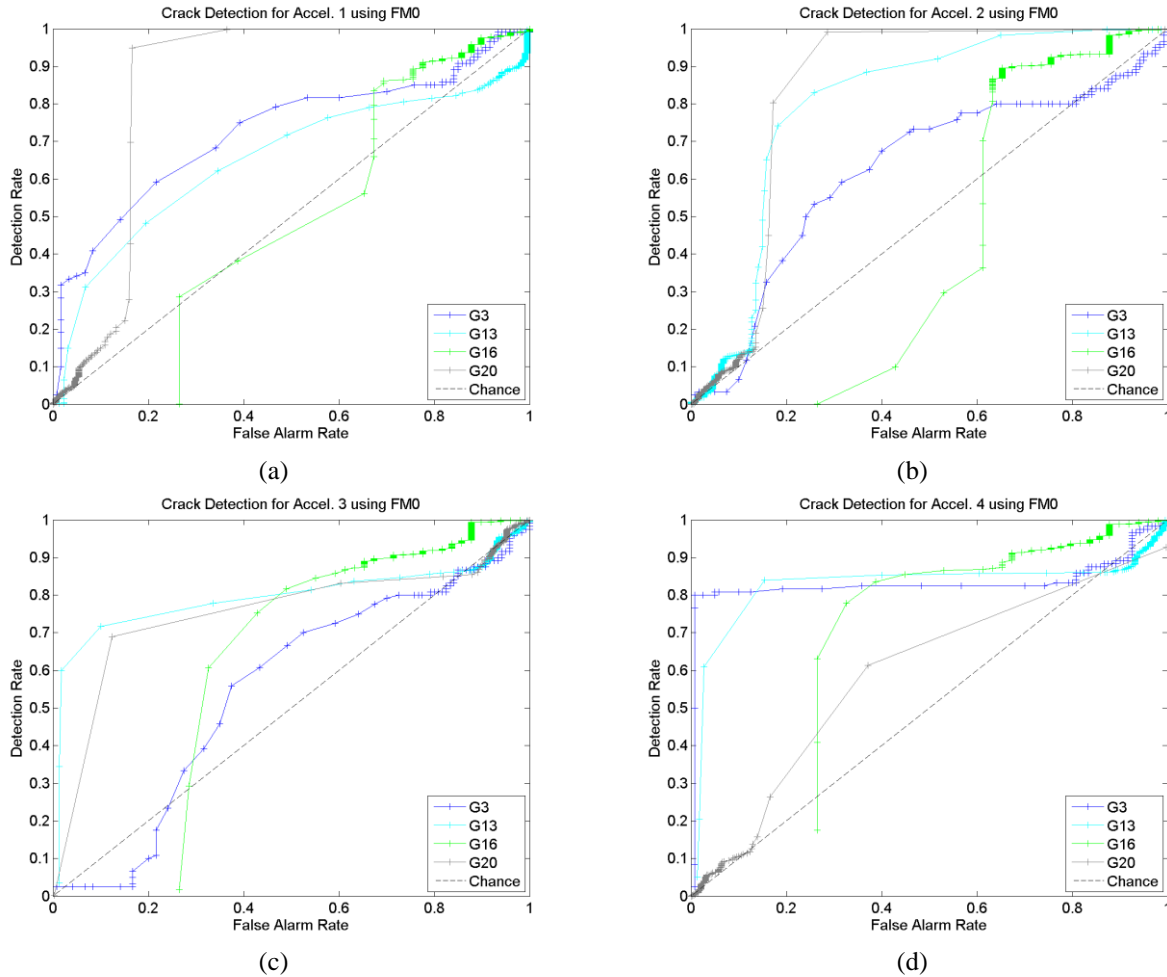 Crack Detection for Accel. 1 using FM0
1
0.9
0.8
0.7
0.6
0.5
0.4
0.3
0.2
0.1
0
Detection Rate
0 0.2 0.4 0.6 0.8 1
False Alarm Rate
G3
G13
G16
G20
Chance
(a)
Crack Detection for Accel. 2 using FM0
1
0.9
0.8
0.7
0.6
0.5
0.4
0.3
0.2
0.1
0
Detection Rate
0 0.2 0.4 0.6 0.8 1
False Alarm Rate
G3
G13
G16
G20
Chance
(b)
Crack Detection for Accel. 3 using FM0
1
0.9
0.8
0.7
0.6
0.5
0.4
0.3
0.2
0.1
0
Detection Rate
0 0.2 0.4 0.6 0.8 1
False Alarm Rate
G3
G13
G16
G20
Chance
(c)
Crack Detection for Accel. 4 using FM0
1
0.9
0.8
0.7
0.6
0.5
0.4
0.3
0.2
0.1
0
Detection Rate
0 0.2 0.4 0.6 0.8 1
False Alarm Rate
G3
G13
G16
G20
Chance
(d)